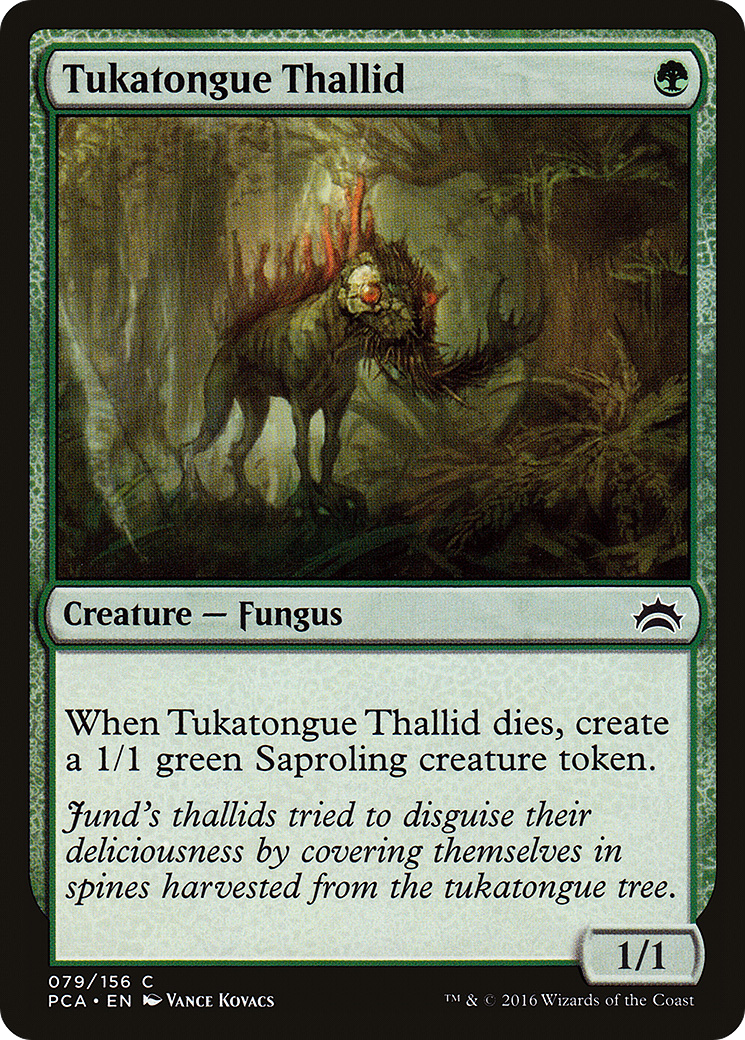 Tukatongue Thallid
Creature — Fungus
When Tukatongue Thallid dies, create
a 1/1 green Saproling creature token.
Jund's thallids tried to disguise their
deliciousness by covering themselves in
spines harvested from the tukatongue tree.
1/1
079/156 C
PCA • EN Vance Kovacs
™ & © 2016 Wizards of the Coast